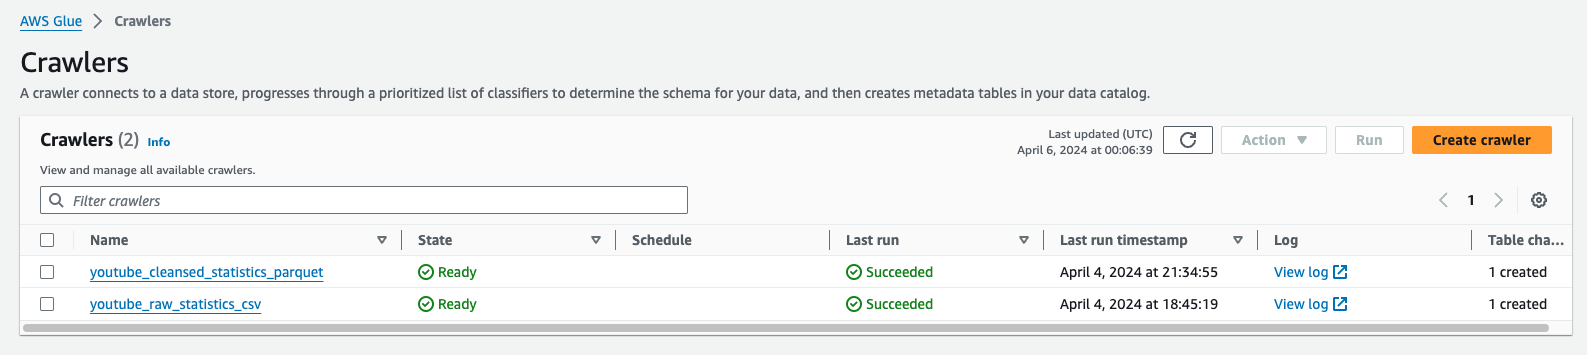 AWS Glue > Crawlers
Crawlers
A crawler connects to a data store, progresses through a prioritized list of classifiers to determine the schema for your data, and then creates metadata tables in your data catalog.
Crawlers (2) Info
Last updated (UTC)
April 6, 2024 at 00:06:39
Action
Run
Create crawler
View and manage all available crawlers.
Filter crawlers
1
Name State Schedule Last run Last run timestamp Log Table cha...
youtube_cleansed_statistics_parquet Ready Succeeded April 4, 2024 at 21:34:55 View log 1 created
youtube_raw_statistics_csv Ready Succeeded April 4, 2024 at 18:45:19 View log 1 created